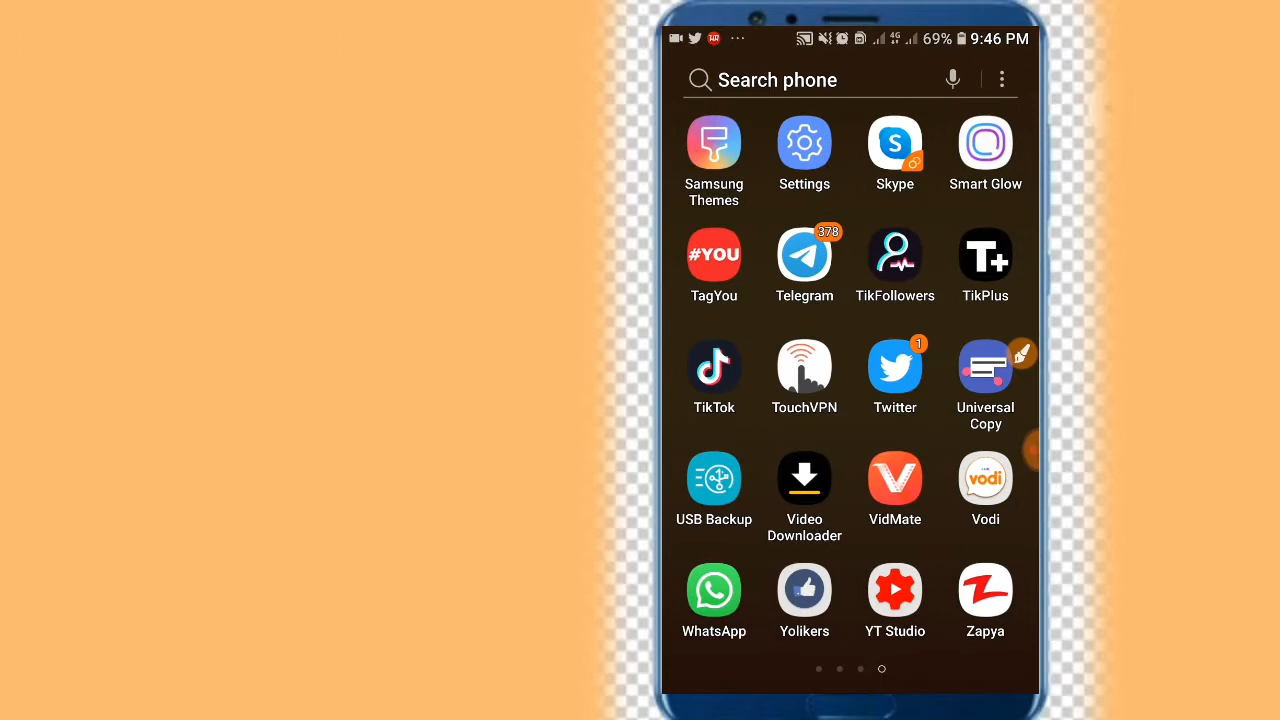 4G 69% 9:46 PM
Search phone
S
Samsung
Themes
Settings
Skype
Smart Glow
#YOU
378
T+
TagYou
Telegram
TikFollowers
TikPlus
1
TikTok
TouchVPN
Twitter
Universal
Copy
vodi
USB Backup
Video
Downloader
VidMate
Vodi
WhatsApp
Yolikers
YT Studio
Zapya